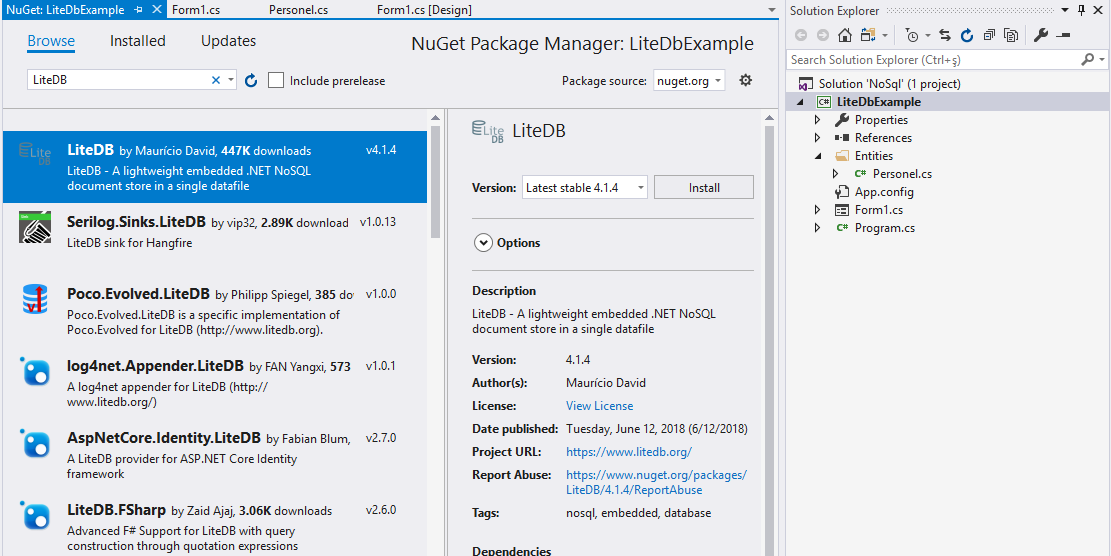 NuGet: LiteDbExample
Form1.cs
Personel.cs
Form1.cs [Design]
Browse
Installed
Updates
NuGet Package Manager: LiteDbExample
LiteDB
Include prerelease
Package source:
nuget.org
LiteDB by Maurício David, 447K downloads
v4.1.4
LiteDB - A lightweight embedded .NET NoSQL
document store in a single datafile
Serilog.Sinks.LiteDB by vip32, 2.89K download
v1.0.13
LiteDB sink for Hangfire
Poco.Evolved.LiteDB by Philipp Spiegel, 385 do
v1.0.0
Poco.Evolved.LiteDB is a specific implementation of
Poco.Evolved for LiteDB (http://www.litedb.org).
log4net.Appender.LiteDB by FAN Yangxi, 573
v1.0.1
A log4net appender for LiteDB (http://
www.litedb.org/)
AspNetCore.Identity.LiteDB by Fabian Blum,
v2.7.0
A LiteDB provider for ASP.NET Core Identity
framework
LiteDB.FSharp by Zaid Ajaj, 3.06K downloads
v2.6.0
Advanced F# Support for LiteDB with query
construction through quotation expressions
Lite
DB
LiteDB
Version:
Latest stable 4.1.4
Install
Options
Description
LiteDB - A lightweight embedded .NET NoSQL
document store in a single datafile
Version: 4.1.4
Author(s): Maurício David
License: View License
Date published: Tuesday, June 12, 2018 (6/12/2018)
Project URL: https://www.litedb.org/
Report Abuse: https://www.nuget.org/packages/
LiteDB/4.1.4/ReportAbuse
Tags: nosql, embedded, database
Dependencies
Solution Explorer
Search Solution Explorer (Ctrl+ş)
Solution 'NoSql' (1 project)
C# LiteDbExample
Properties
References
Entities
C# Personel.cs
App.config
Form1.cs
C# Program.cs